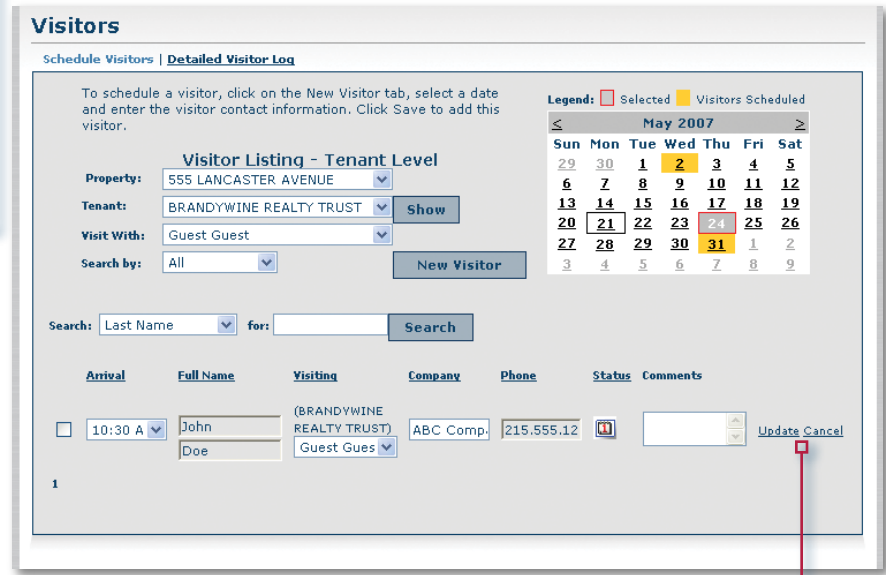 Visitors
Schedule Visitors | Detailed Visitor Log
To schedule a visitor, click on the New Visitor tab, select a date
and enter the visitor contact information. Click Save to add this
visitor.
Legend: Selected Visitors Scheduled
< May 2007 >
Sun Mon Tue Wed Thu Fri Sat
29 30 1 2 3 4 5
6 7 8 9 10 11 12
13 14 15 16 17 18 19
20 21 22 23 24 25 26
27 28 29 30 31 1 2
3 4 5 6 7 8 9
Visitor Listing - Tenant Level
Property: 555 LANCASTER AVENUE
Tenant: BRANDYWINE REALTY TRUST Show
Visit With: Guest Guest
Search by: All New Visitor
Search: Last Name for: Search
Arrival Full Name Visiting Company Phone Status Comments
(BRANDYWINE
REALTY TRUST)
10:30 A John Doe Guest Gues ABC Comp. 215.555.12 1 Update Cancel
1